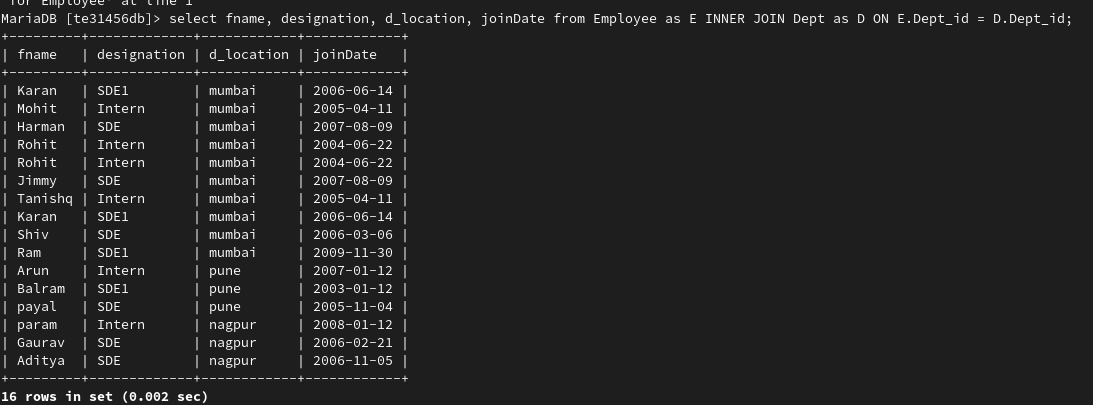 for Employee' at line 1
MariaDB [te31456db]> select fname, designation, d_location, joinDate from Employee as E INNER JOIN Dept as D ON E.Dept_id = D.Dept_id;
+---------+-------------+------------+------------+
| fname   | designation | d_location | joinDate   |
+---------+-------------+------------+------------+
| Karan   | SDE1        | mumbai     | 2006-06-14 |
| Mohit   | Intern      | mumbai     | 2005-04-11 |
| Harman  | SDE         | mumbai     | 2007-08-09 |
| Rohit   | Intern      | mumbai     | 2004-06-22 |
| Rohit   | Intern      | mumbai     | 2004-06-22 |
| Jimmy   | SDE         | mumbai     | 2007-08-09 |
| Tanishq | Intern      | mumbai     | 2005-04-11 |
| Karan   | SDE1        | mumbai     | 2006-06-14 |
| Shiv    | SDE         | mumbai     | 2006-03-06 |
| Ram     | SDE1        | mumbai     | 2009-11-30 |
| Arun    | Intern      | pune       | 2007-01-12 |
| Balram  | SDE1        | pune       | 2003-01-12 |
| payal   | SDE         | pune       | 2005-11-04 |
| param   | Intern      | nagpur     | 2008-01-12 |
| Gaurav  | SDE         | nagpur     | 2006-02-21 |
| Aditya  | SDE         | nagpur     | 2006-11-05 |
+---------+-------------+------------+------------+
16 rows in set (0.002 sec)